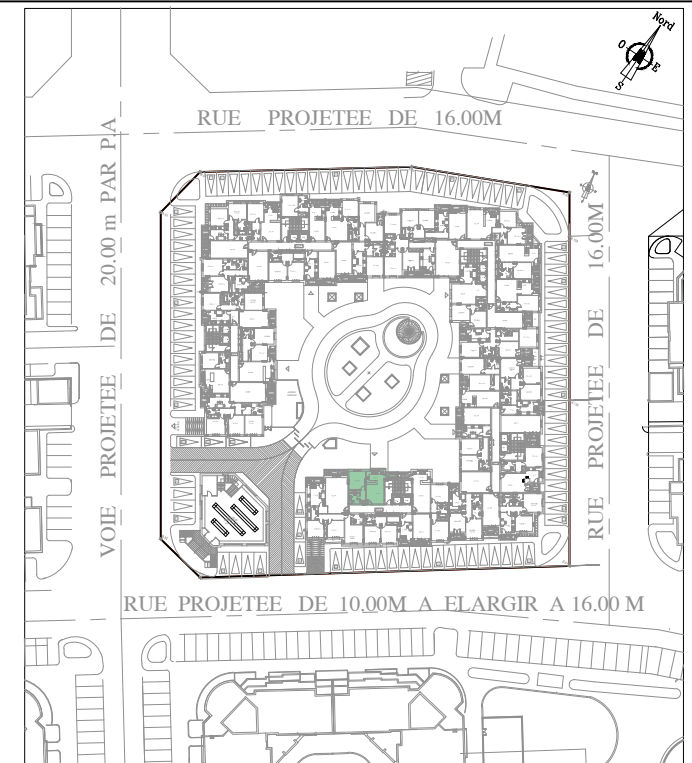 Nord
O
E
S
RUE PROJETEE DE 16.00M
VOIE PROJETEE DE 20,00 m PAR P.A
RUE PROJETEE DE 16.00M
RUE PROJETEE DE 10.00M A ELARGIR A 16.00 M